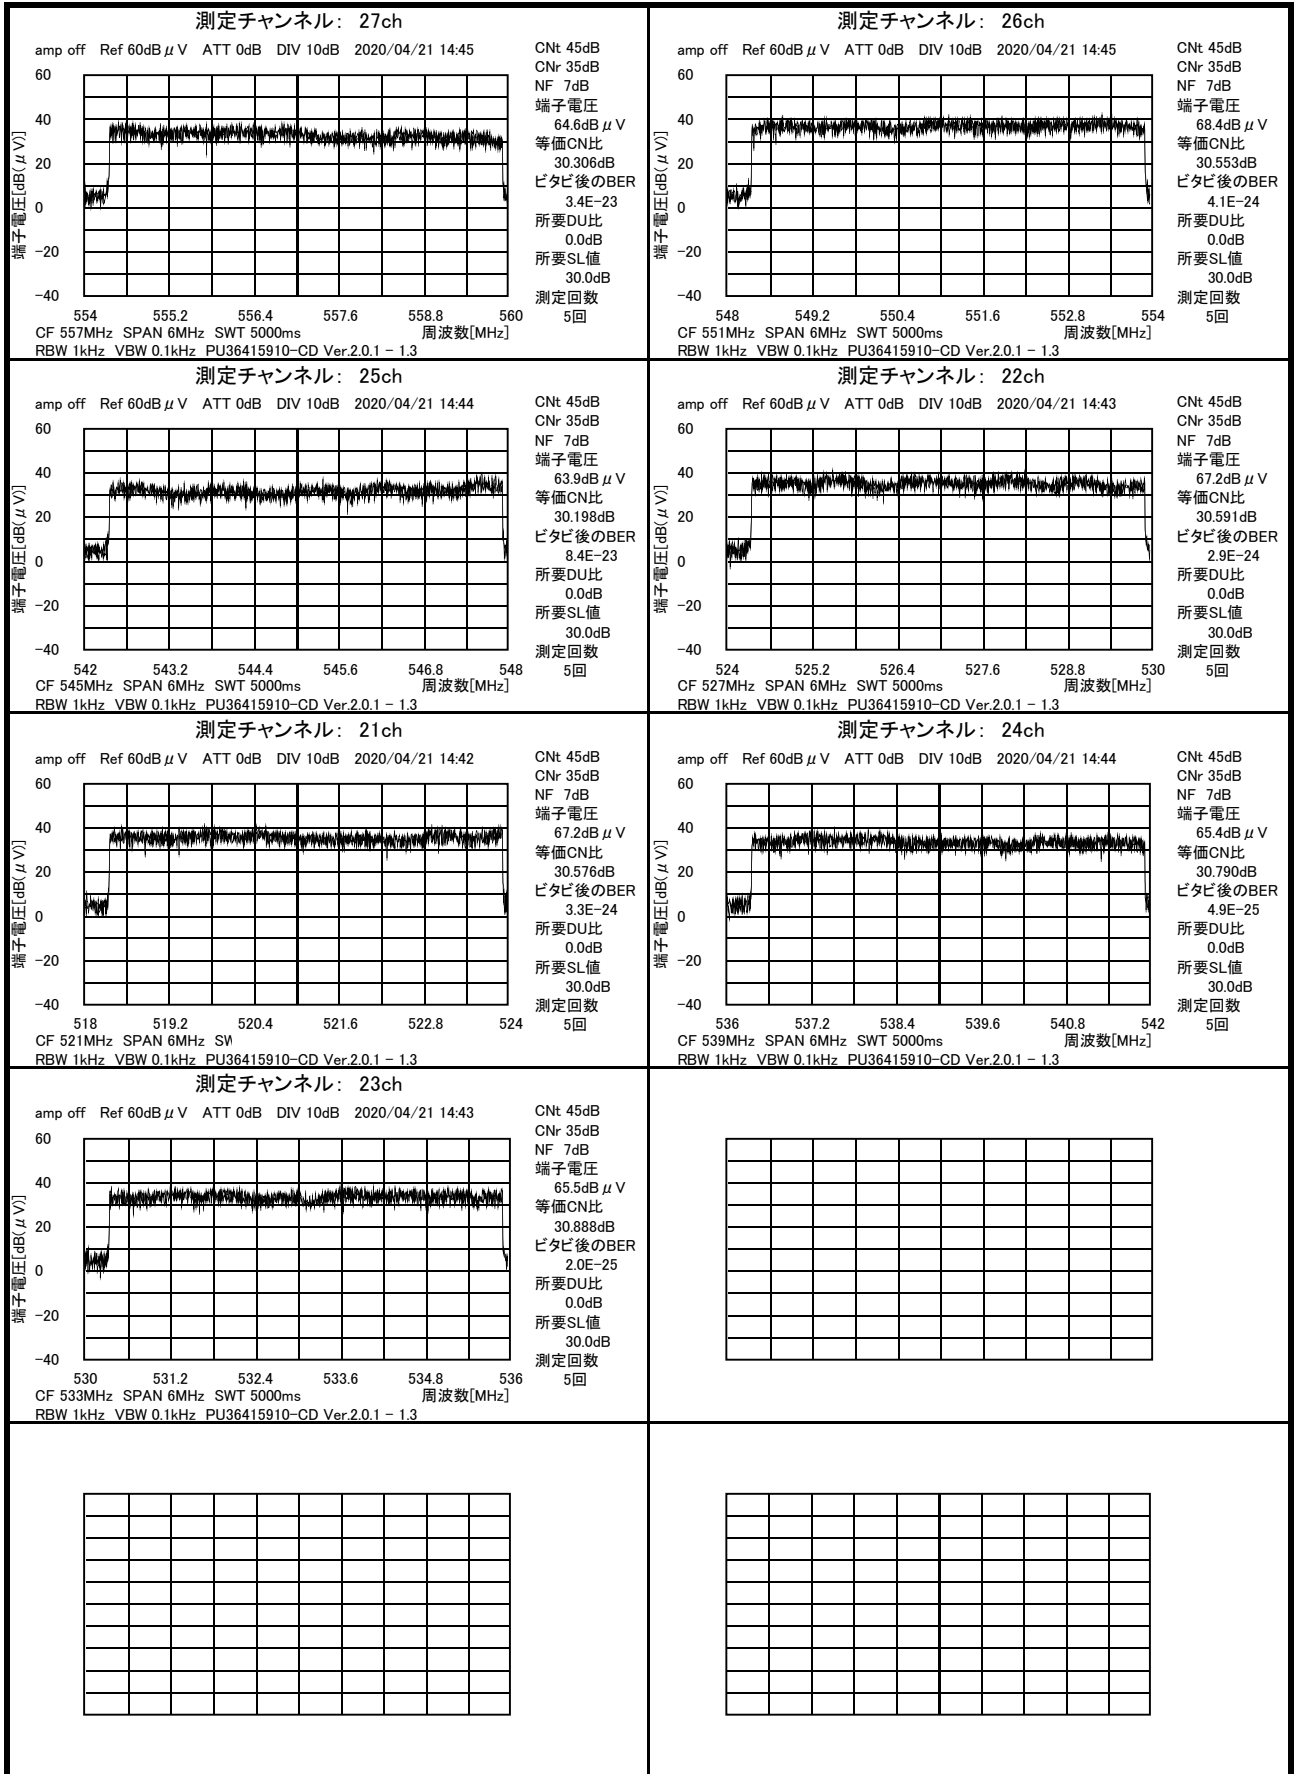 測定チャンネル： 27ch
amp off Ref 60dBμV ATT 0dB DIV 10dB 2020/04/21 14:45
端子電圧[dB(μV)]
60
40
20
0
-20
-40
554 555.2 556.4 557.6 558.8 560
CF 557MHz SPAN 6MHz SWT 5000ms 周波数[MHz]
RBW 1kHz VBW 0.1kHz PU36415910-CD Ver.2.0.1 - 1.3
CNt 45dB
CNr 35dB
NF 7dB
端子電圧
64.6dBμV
等価CN比
30.306dB
ビタビ後のBER
3.4E-23
所要DU比
0.0dB
所要SL値
30.0dB
測定回数
5回
測定チャンネル： 26ch
amp off Ref 60dBμV ATT 0dB DIV 10dB 2020/04/21 14:45
端子電圧[dB(μV)]
60
40
20
0
-20
-40
548 549.2 550.4 551.6 552.8 554
CF 551MHz SPAN 6MHz SWT 5000ms 周波数[MHz]
RBW 1kHz VBW 0.1kHz PU36415910-CD Ver.2.0.1 - 1.3
CNt 45dB
CNr 35dB
NF 7dB
端子電圧
68.4dBμV
等価CN比
30.553dB
ビタビ後のBER
4.1E-24
所要DU比
0.0dB
所要SL値
30.0dB
測定回数
5回
測定チャンネル： 25ch
amp off Ref 60dBμV ATT 0dB DIV 10dB 2020/04/21 14:44
端子電圧[dB(μV)]
60
40
20
0
-20
-40
542 543.2 544.4 545.6 546.8 548
CF 545MHz SPAN 6MHz SWT 5000ms 周波数[MHz]
RBW 1kHz VBW 0.1kHz PU36415910-CD Ver.2.0.1 - 1.3
CNt 45dB
CNr 35dB
NF 7dB
端子電圧
63.9dBμV
等価CN比
30.198dB
ビタビ後のBER
8.4E-23
所要DU比
0.0dB
所要SL値
30.0dB
測定回数
5回
測定チャンネル： 22ch
amp off Ref 60dBμV ATT 0dB DIV 10dB 2020/04/21 14:43
端子電圧[dB(μV)]
60
40
20
0
-20
-40
524 525.2 526.4 527.6 528.8 530
CF 527MHz SPAN 6MHz SWT 5000ms 周波数[MHz]
RBW 1kHz VBW 0.1kHz PU36415910-CD Ver.2.0.1 - 1.3
CNt 45dB
CNr 35dB
NF 7dB
端子電圧
67.2dBμV
等価CN比
30.591dB
ビタビ後のBER
2.9E-24
所要DU比
0.0dB
所要SL値
30.0dB
測定回数
5回
測定チャンネル： 21ch
amp off Ref 60dBμV ATT 0dB DIV 10dB 2020/04/21 14:42
端子電圧[dB(μV)]
60
40
20
0
-20
-40
518 519.2 520.4 521.6 522.8 524
CF 521MHz SPAN 6MHz SW
RBW 1kHz VBW 0.1kHz PU36415910-CD Ver.2.0.1 - 1.3
CNt 45dB
CNr 35dB
NF 7dB
端子電圧
67.2dBμV
等価CN比
30.576dB
ビタビ後のBER
3.3E-24
所要DU比
0.0dB
所要SL値
30.0dB
測定回数
5回
測定チャンネル： 24ch
amp off Ref 60dBμV ATT 0dB DIV 10dB 2020/04/21 14:44
端子電圧[dB(μV)]
60
40
20
0
-20
-40
536 537.2 538.4 539.6 540.8 542
CF 539MHz SPAN 6MHz SWT 5000ms 周波数[MHz]
RBW 1kHz VBW 0.1kHz PU36415910-CD Ver.2.0.1 - 1.3
CNt 45dB
CNr 35dB
NF 7dB
端子電圧
65.4dBμV
等価CN比
30.790dB
ビタビ後のBER
4.9E-25
所要DU比
0.0dB
所要SL値
30.0dB
測定回数
5回
測定チャンネル： 23ch
amp off Ref 60dBμV ATT 0dB DIV 10dB 2020/04/21 14:43
端子電圧[dB(μV)]
60
40
20
0
-20
-40
530 531.2 532.4 533.6 534.8 536
CF 533MHz SPAN 6MHz SWT 5000ms 周波数[MHz]
RBW 1kHz VBW 0.1kHz PU36415910-CD Ver.2.0.1 - 1.3
CNt 45dB
CNr 35dB
NF 7dB
端子電圧
65.5dBμV
等価CN比
30.888dB
ビタビ後のBER
2.0E-25
所要DU比
0.0dB
所要SL値
30.0dB
測定回数
5回